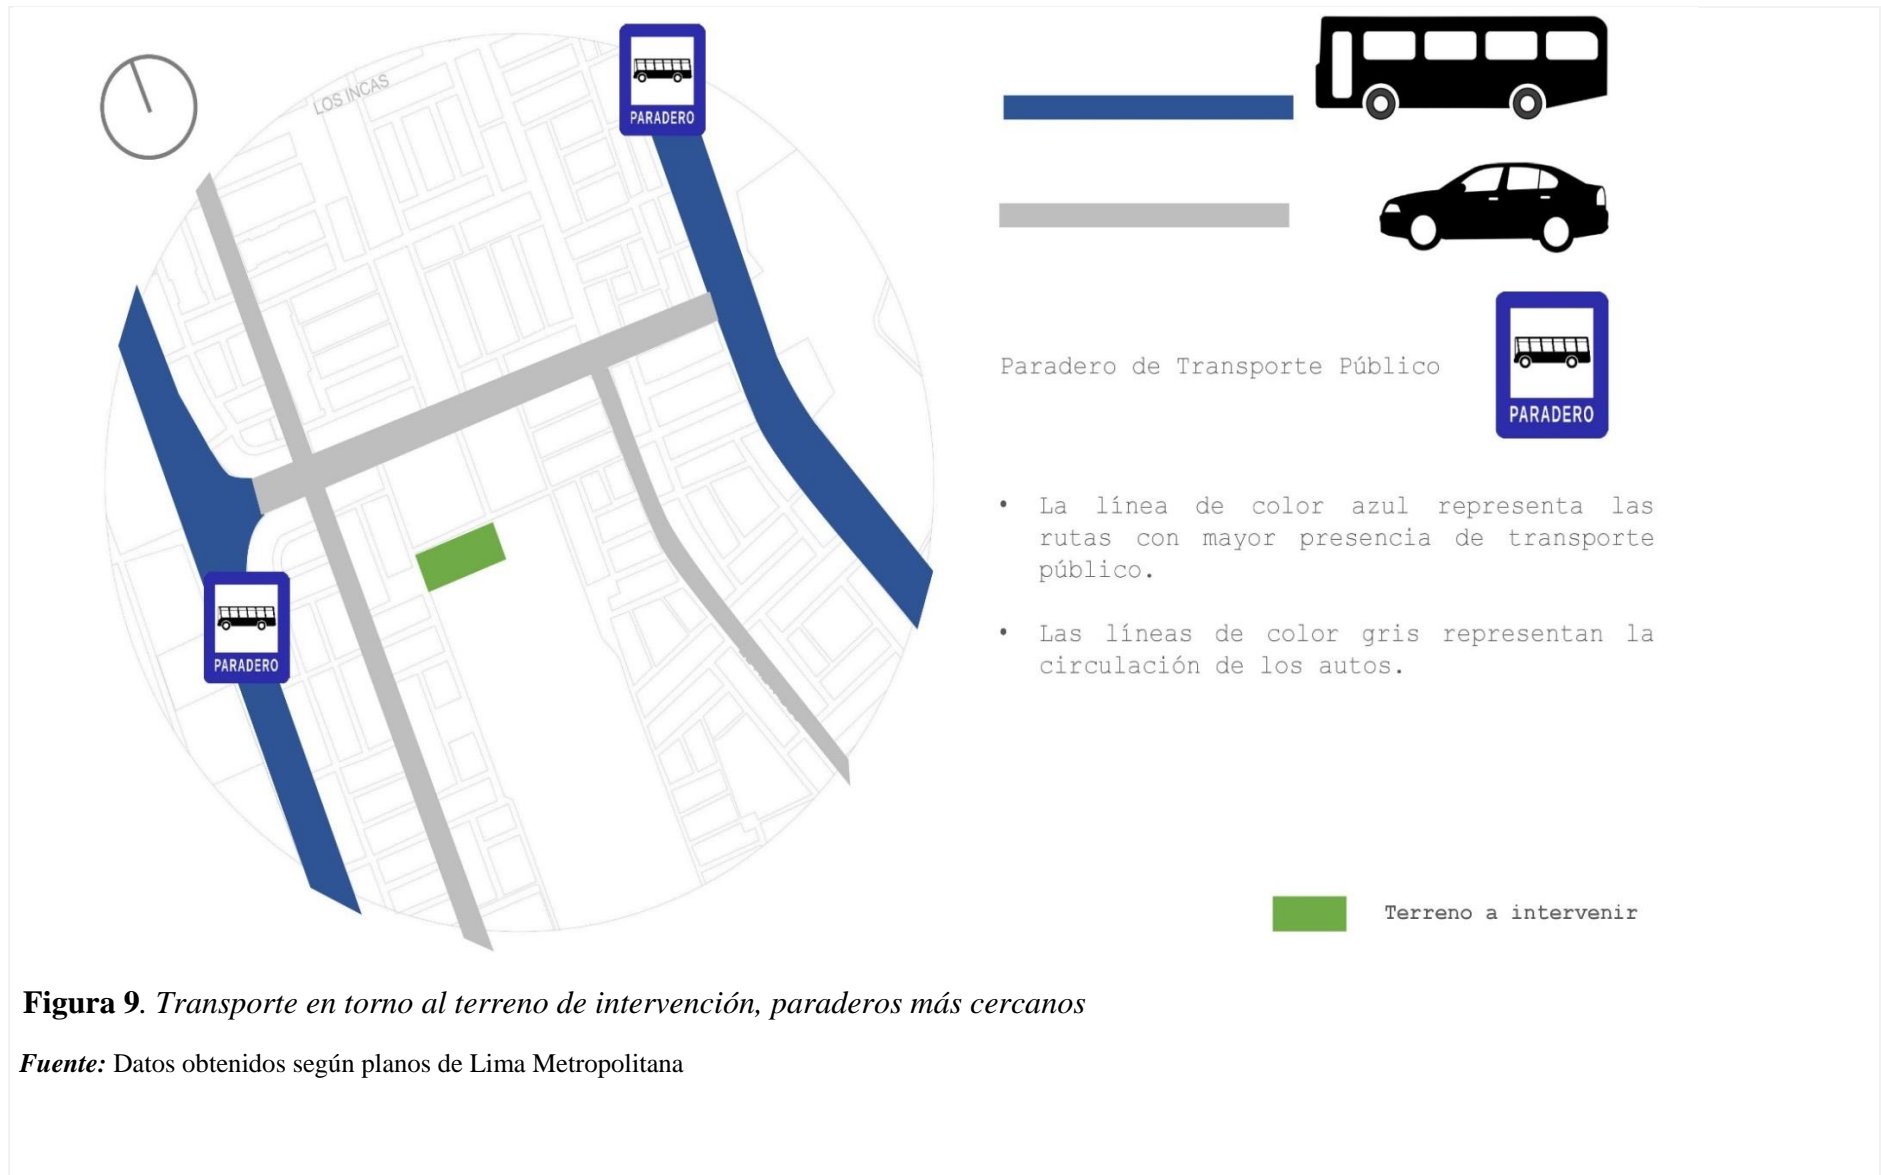 LOS INCAS
PARADERO
PARADERO
Paradero de Transporte Público
PARADERO
• La línea de color azul representa las
rutas con mayor presencia de transporte
público.
• Las líneas de color gris representan la
circulación de los autos.
Terreno a intervenir
Figura 9. Transporte en torno al terreno de intervención, paraderos más cercanos
Fuente: Datos obtenidos según planos de Lima Metropolitana